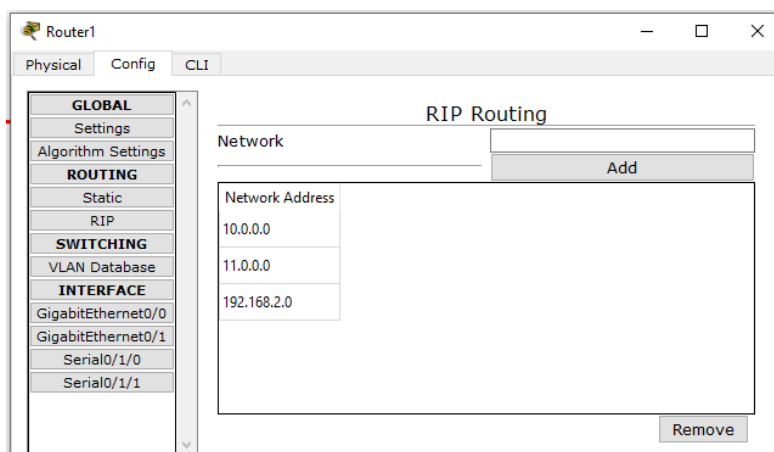 Router1
Physical Config CLI
GLOBAL
Settings
Algorithm Settings
ROUTING
Static
RIP
SWITCHING
VLAN Database
INTERFACE
GigabitEthernet0/0
GigabitEthernet0/1
Serial0/1/0
Serial0/1/1
RIP Routing
Network
Add
Network Address
10.0.0.0
11.0.0.0
192.168.2.0
Remove